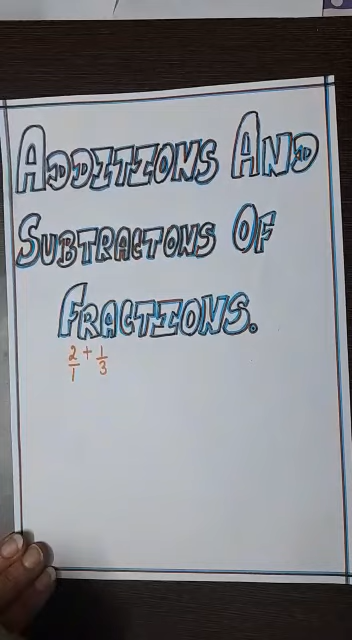 ADDITIONS AND
SUBTRACTONS OF
FRACTIONS.
2/1 + 1/3